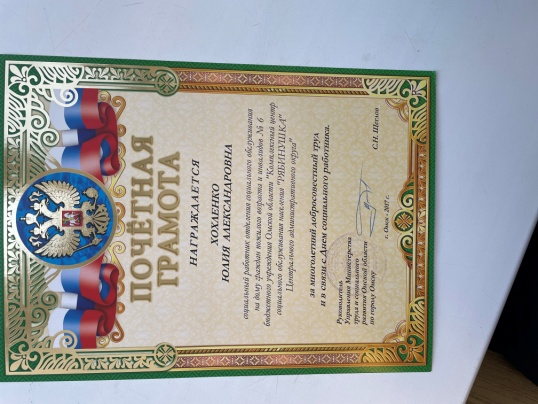 ПОЧЁТНАЯ
ГРАМОТА
НАГРАЖДАЕТСЯ
ХОХЛЕНКО
ЮЛИЯ АЛЕКСАНДРОВНА
социальный работник отделения социального обслуживания
на дому граждан пожилого возраста и инвалидов № 6
бюджетного учреждения Омской области "Комплексный центр
социального обслуживания населения "РЯБИНУШКА"
Центрального административного округа"
за многолетний добросовестный труд
и в связи с Днем социального работника.
Руководитель
Управления Министерства
труда и социального
развития Омской области
по городу Омску
С.Н. Шелпов
г. Омск - 2017 г.